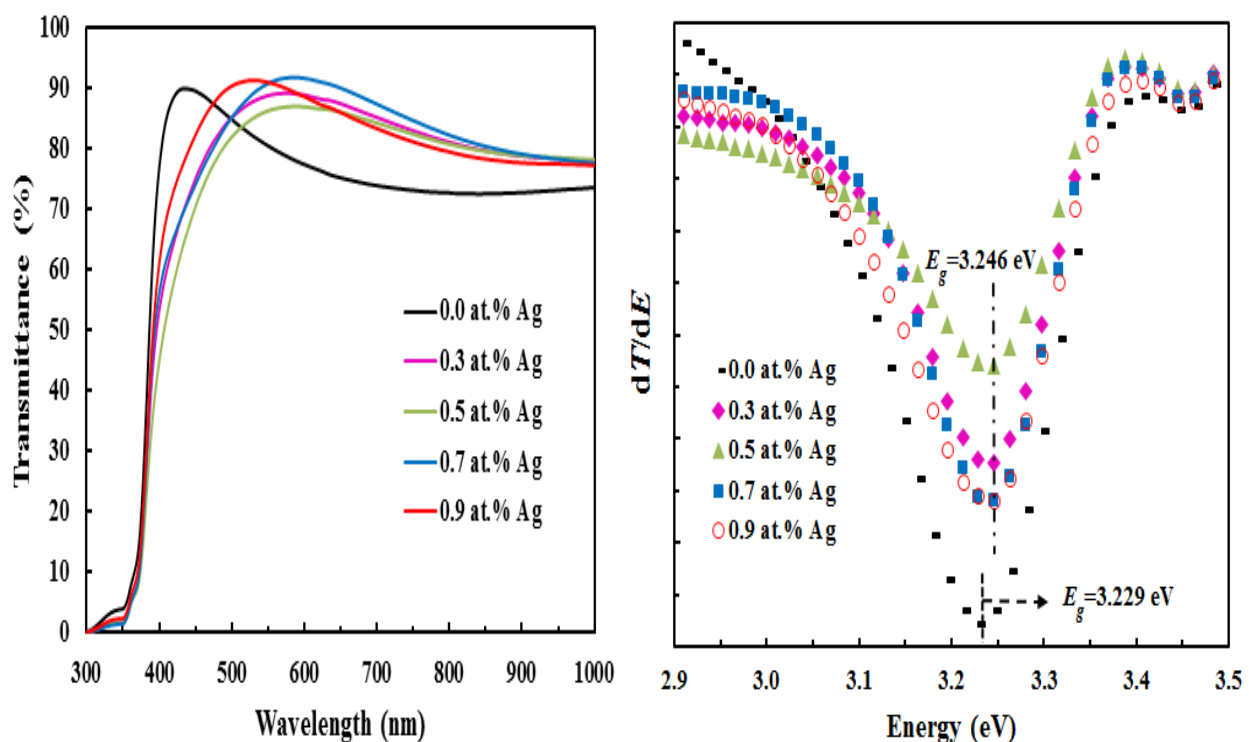 Transmittance (%)
100
90
80
70
60
50
40
30
20
10
0
0.0 at.% Ag
0.3 at.% Ag
0.5 at.% Ag
0.7 at.% Ag
0.9 at.% Ag
300 400 500 600 700 800 900 1000
Wavelength (nm)
dT/dE
Eg=3.246 eV
0.0 at.% Ag
0.3 at.% Ag
0.5 at.% Ag
0.7 at.% Ag
0.9 at.% Ag
Eg=3.229 eV
2.9 3.0 3.1 3.2 3.3 3.4 3.5
Energy (eV)